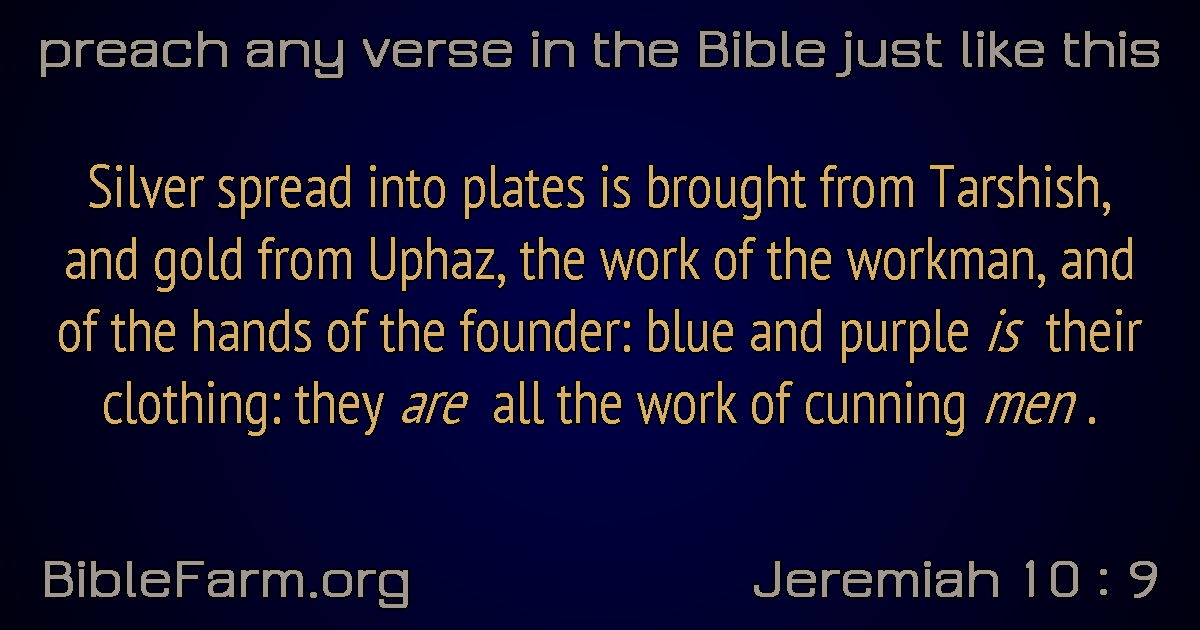 preach any verse in the Bible just like this
Silver spread into plates is brought from Tarshish,
and gold from Uphaz, the work of the workman, and
of the hands of the founder: blue and purple is their
clothing: they are all the work of cunning men .
BibleFarm.org
Jeremiah 10 : 9